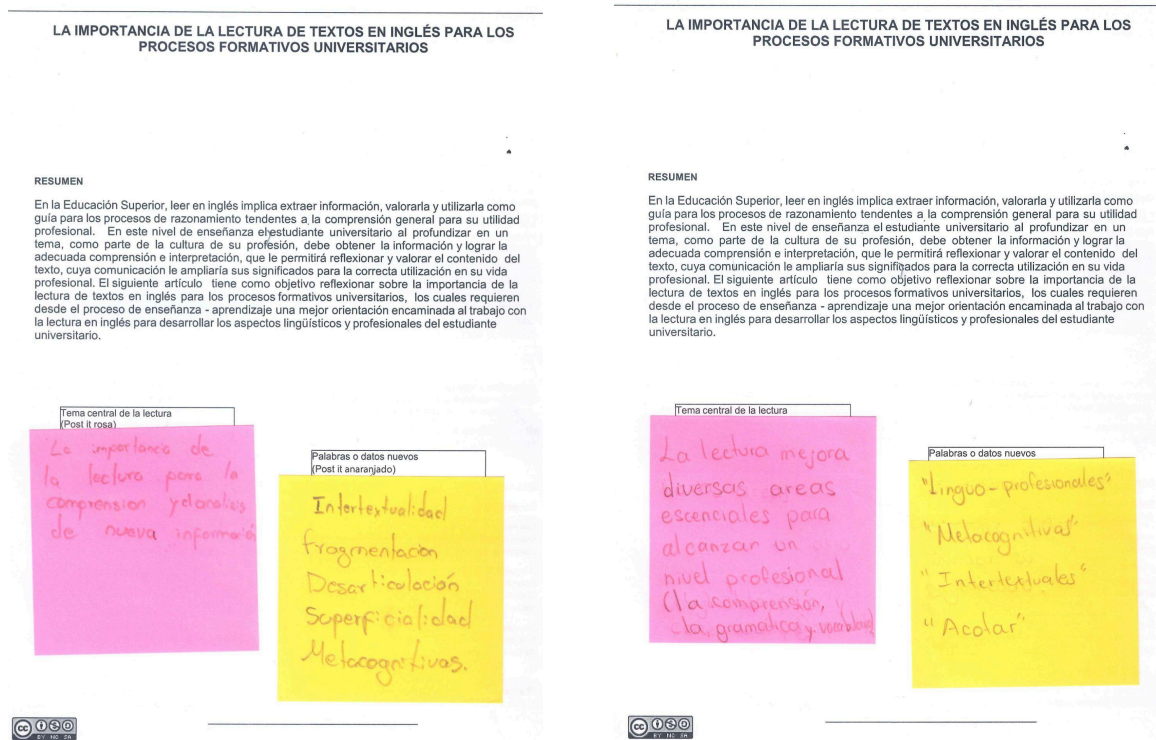 LA IMPORTANCIA DE LA LECTURA DE TEXTOS EN INGLÉS PARA LOS
PROCESOS FORMATIVOS UNIVERSITARIOS
RESUMEN
En la Educación Superior, leer en inglés implica extraer información, valorarla y utilizarla como
guía para los procesos de razonamiento tendentes a la comprensión general para su utilidad
profesional. En este nivel de enseñanza el estudiante universitario al profundizar en un
tema, como parte de la cultura de su profesión, debe obtener la información y lograr la
adecuada comprensión e interpretación, que le permitirá reflexionar y valorar el contenido del
texto, cuya comunicación le ampliaría sus significados para la correcta utilización en su vida
profesional. El siguiente artículo tiene como objetivo reflexionar sobre la importancia de la
lectura de textos en inglés para los procesos formativos universitarios, los cuales requieren
desde el proceso de enseñanza - aprendizaje una mejor orientación encaminada al trabajo con
la lectura en inglés para desarrollar los aspectos lingüísticos y profesionales del estudiante
universitario.
Tema central de la lectura
(Post it rosa)
La importancia de
la lectura para la
comprension y el analisis
de nueva información
Palabras o datos nuevos
(Post it anaranjado)
Intertextualidad
fragmentación
Desarticulación
Superficialidad
Metacognitivas.
cc BY NC SA
LA IMPORTANCIA DE LA LECTURA DE TEXTOS EN INGLÉS PARA LOS
PROCESOS FORMATIVOS UNIVERSITARIOS
RESUMEN
En la Educación Superior, leer en inglés implica extraer información, valorarla y utilizarla como
guía para los procesos de razonamiento tendentes a la comprensión general para su utilidad
profesional. En este nivel de enseñanza el estudiante universitario al profundizar en un
tema, como parte de la cultura de su profesión, debe obtener la información y lograr la
adecuada comprensión e interpretación, que le permitirá reflexionar y valorar el contenido del
texto, cuya comunicación le ampliaría sus significados para la correcta utilización en su vida
profesional. El siguiente artículo tiene como objetivo reflexionar sobre la importancia de la
lectura de textos en inglés para los procesos formativos universitarios, los cuales requieren
desde el proceso de enseñanza - aprendizaje una mejor orientación encaminada al trabajo con
la lectura en inglés para desarrollar los aspectos lingüísticos y profesionales del estudiante
universitario.
Tema central de la lectura
La lectura mejora
diversas areas
escenciales para
alcanzar un
nivel profesional
(la comprensión,
la gramatica y vocabulario)
Palabras o datos nuevos
"Linguo-profesionales"
"Metacognitivas"
"Intertextuales"
"Acotar"
cc BY NC SA